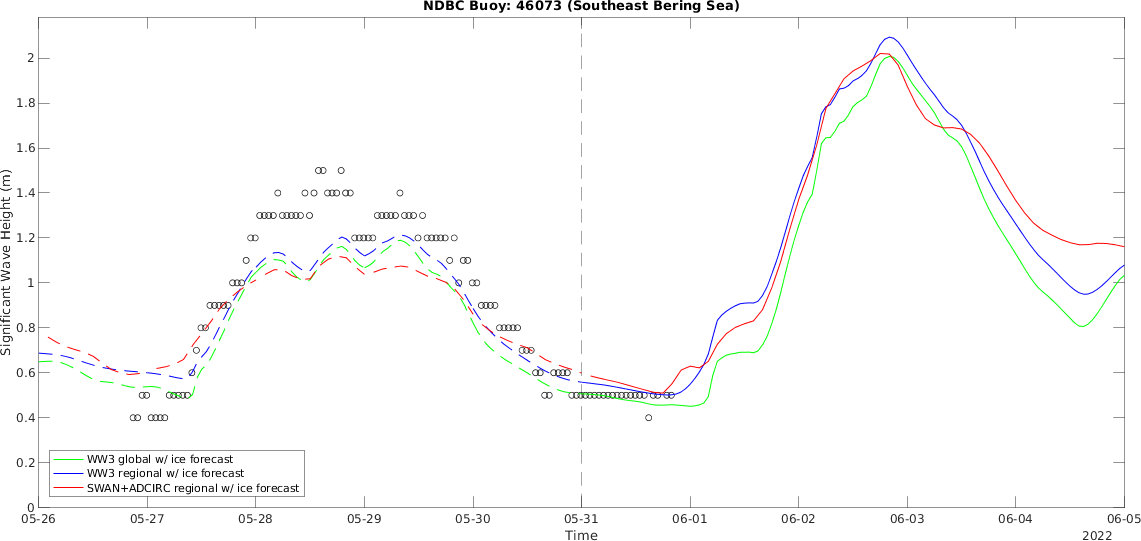 NDBC Buoy: 46073 (Southeast Bering Sea)
Significant Wave Height (m)
2
1.8
1.6
1.4
1.2
1
0.8
0.6
0.4
0.2
0
WW3 global w/ ice forecast
WW3 regional w/ ice forecast
SWAN+ADCIRC regional w/ ice forecast
05-26 05-27 05-28 05-29 05-30 05-31 06-01 06-02 06-03 06-04 06-05
Time
2022